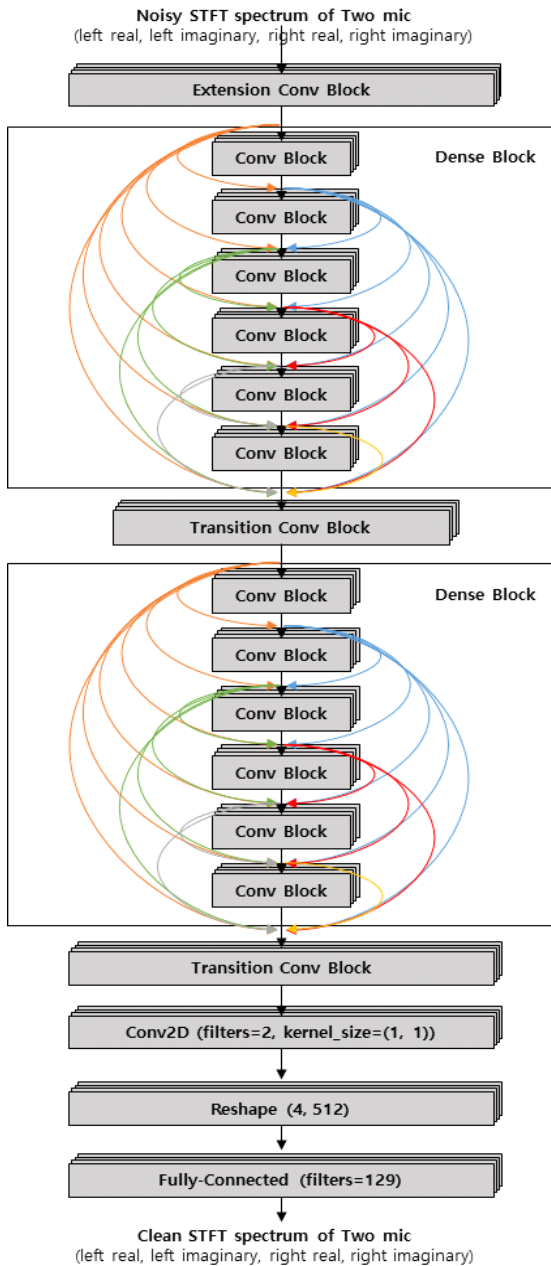 Noisy STFT spectrum of Two mic
(left real, left imaginary, right real, right imaginary)
Extension Conv Block
Dense Block
Conv Block
Conv Block
Conv Block
Conv Block
Conv Block
Conv Block
Transition Conv Block
Dense Block
Conv Block
Conv Block
Conv Block
Conv Block
Conv Block
Conv Block
Transition Conv Block
Conv2D (filters=2, kernel_size=(1, 1))
Reshape (4, 512)
Fully-Connected (filters=129)
Clean STFT spectrum of Two mic
(left real, left imaginary, right real, right imaginary)